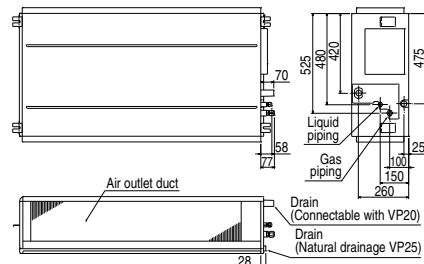 70
58
77
525
480
420
475
Liquid
piping
Gas
piping
25
100
150
260
Air outlet duct
Drain
(Connectable with VP20)
Drain
(Natural drainage VP25)
28